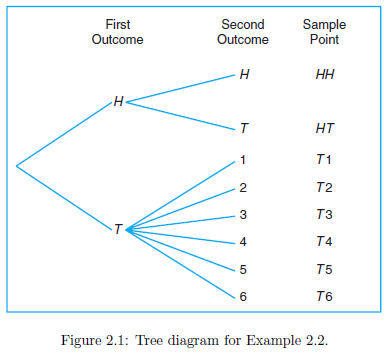 First Second Sample
Outcome Outcome Point
H HH
H
T HT
1 T1
2 T2
3 T3
T
4 T4
5 T5
6 T6
Figure 2.1: Tree diagram for Example 2.2.